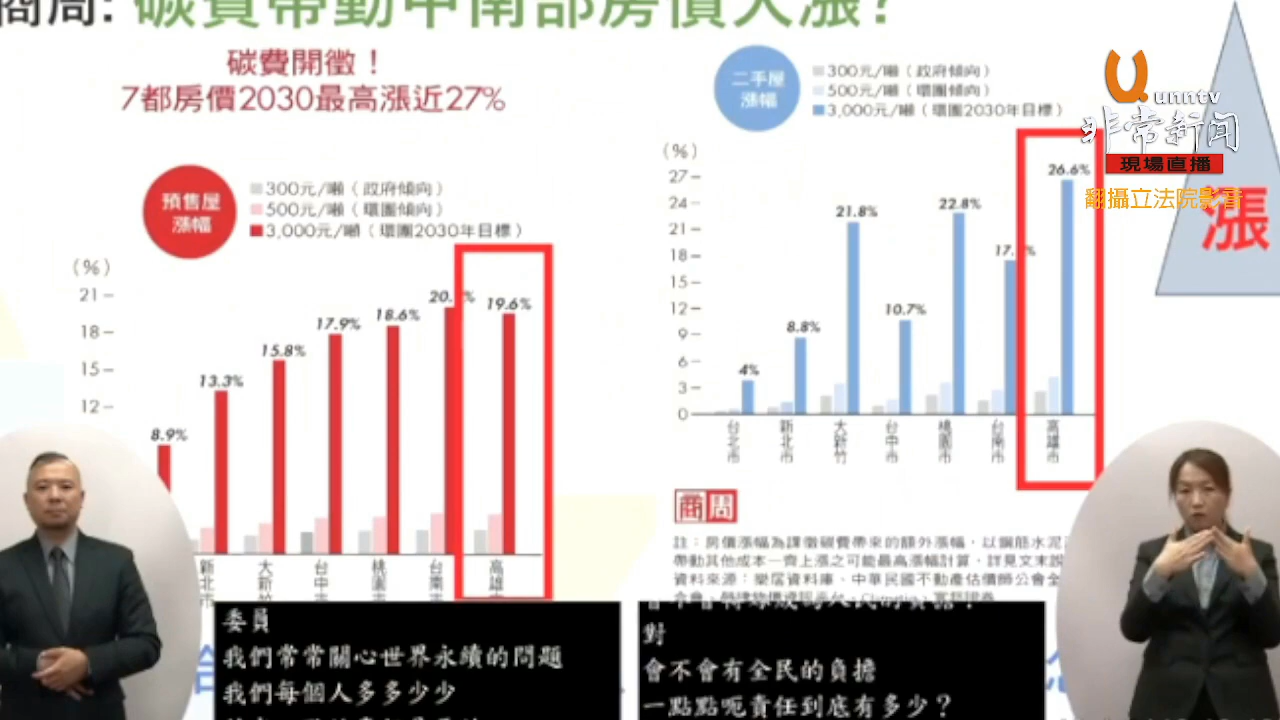 商周: 碳費帶動中南部房價大漲?
碳費開徵！
7都房價2030最高漲近27%
預售屋
漲幅
300元/噸（政府傾向）
500元/噸（環團傾向）
3,000元/噸（環團2030年目標）
（%）
21
18
15
12
8.9%
13.3%
15.8%
17.9%
18.6%
19.6%
新北市
大新竹
台中市
桃園市
台南
高雄
二手屋
漲幅
300元/噸（政府傾向）
500元/噸（環團傾向）
3,000元/噸（環團2030年目標）
（%）
27
24
21
18
15
12
9
6
3
0
4%
8.8%
21.8%
10.7%
22.8%
26.6%
台北市
新北市
大新竹
台中市
桃園市
台南市
高雄市
商周
註：房價漲幅為課徵碳費帶來的額外漲幅，以鋼筋水泥
帶動其他成本一齊上漲之可能最高漲幅計算，詳見文末說
資料來源：樂居資料庫、中華民國不動產估價師公會全
unntv
非常新聞
現場直播
翻攝立法院影音
漲
委員
我們常常關心世界永續的問題
我們每個人多多少少
對
會不會有全民的負擔
一點點呃責任到底有多少？